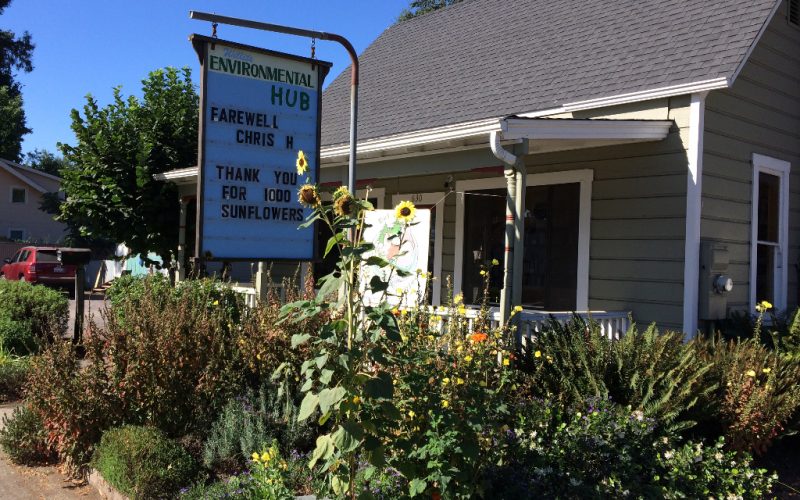 ENVIRONMENTAL
HUB
FAREWELL
CHRIS H
THANK YOU
FOR 1000
SUNFLOWERS